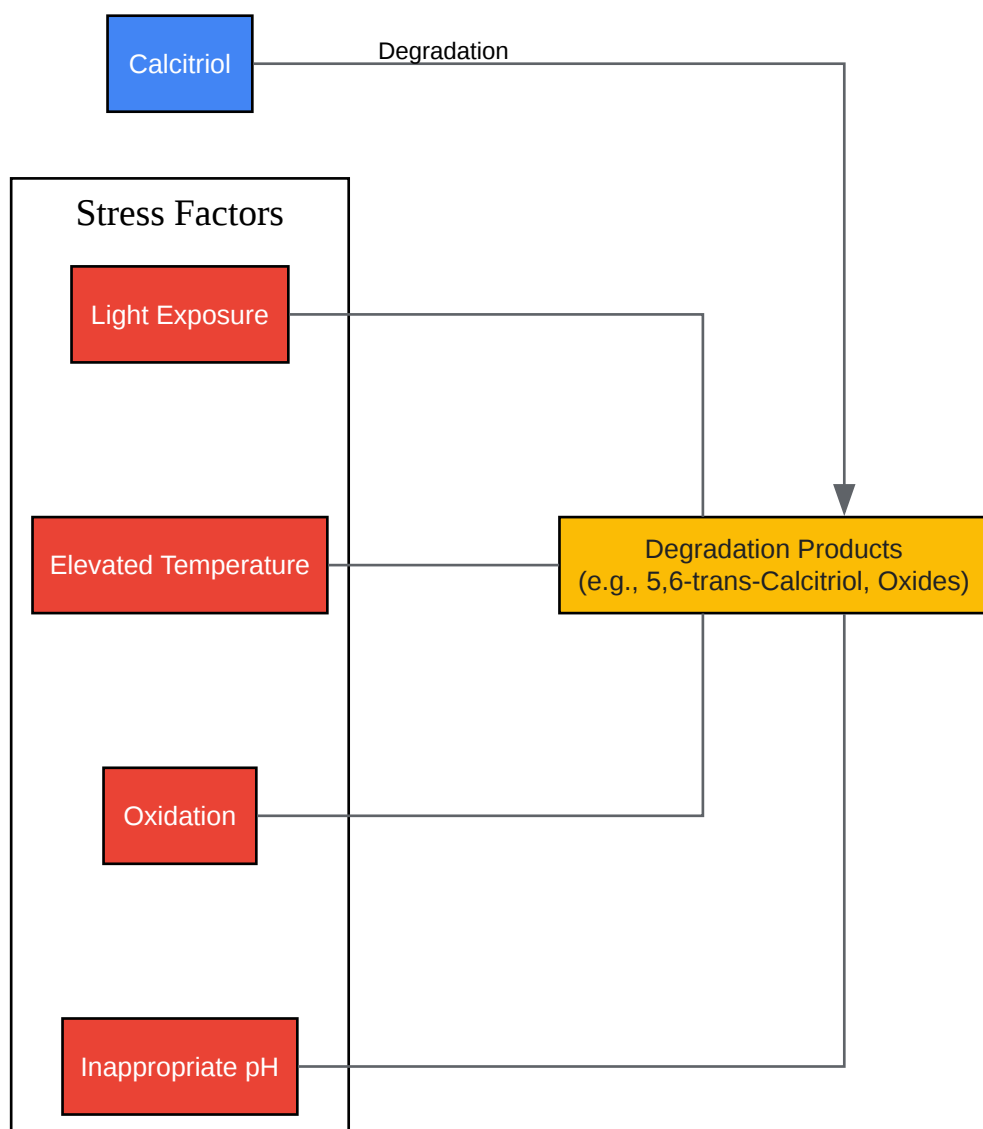 Calcitriol
Degradation
Stress Factors
Light Exposure
Elevated Temperature
Degradation Products
(e.g., 5,6-trans-Calcitriol, Oxides)
Oxidation
Inappropriate pH